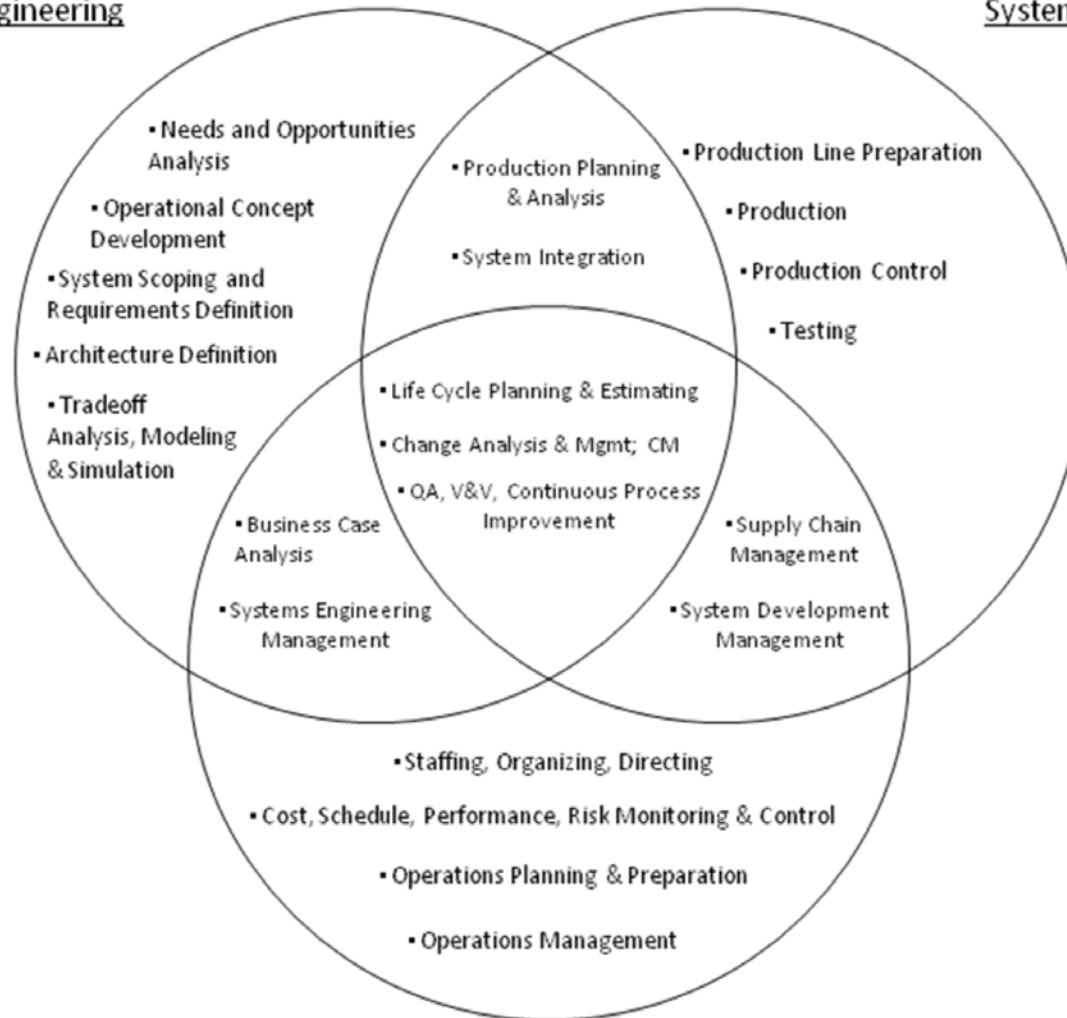 ▪ Needs and Opportunities
Analysis
▪ Operational Concept
Development
▪ System Scoping and
Requirements Definition
▪ Architecture Definition
▪ Tradeoff
Analysis, Modeling
& Simulation
▪ Production Planning
& Analysis
▪ System Integration
▪ Production Line Preparation
▪ Production
▪ Production Control
▪ Testing
▪ Life Cycle Planning & Estimating
▪ Change Analysis & Mgmt; CM
▪ QA, V&V, Continuous Process
Improvement
▪ Business Case
Analysis
▪ Systems Engineering
Management
▪ Supply Chain
Management
▪ System Development
Management
▪ Staffing, Organizing, Directing
▪ Cost, Schedule, Performance, Risk Monitoring & Control
▪ Operations Planning & Preparation
▪ Operations Management